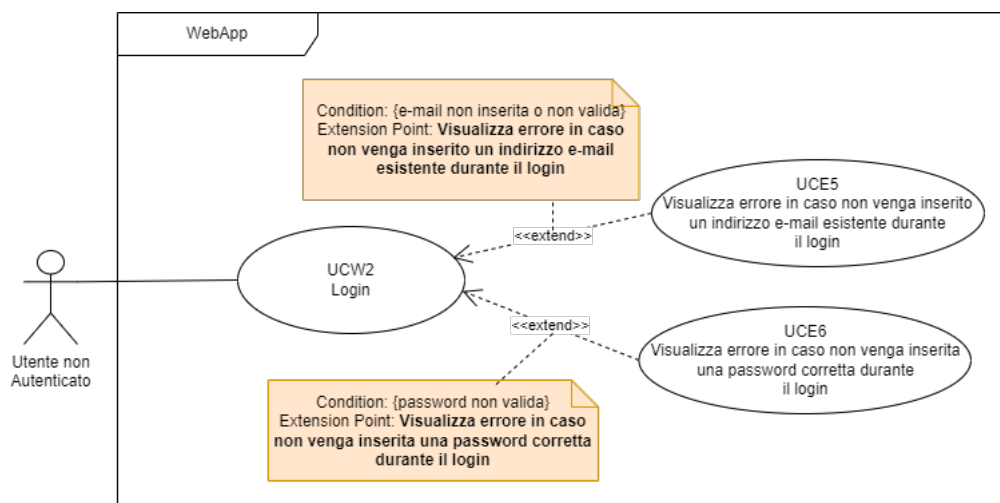 WebApp
Condition: {e-mail non inserita o non valida}
Extension Point: Visualizza errore in caso
non venga inserito un indirizzo e-mail
esistente durante il login
UCE5
Visualizza errore in caso non venga inserito
un indirizzo e-mail esistente durante
il login
<<extend>>
UCW2
Login
Utente non
Autenticato
<<extend>>
UCE6
Visualizza errore in caso non venga inserita
una password corretta durante
il login
Condition: {password non valida}
Extension Point: Visualizza errore in caso
non venga inserita una password corretta
durante il login